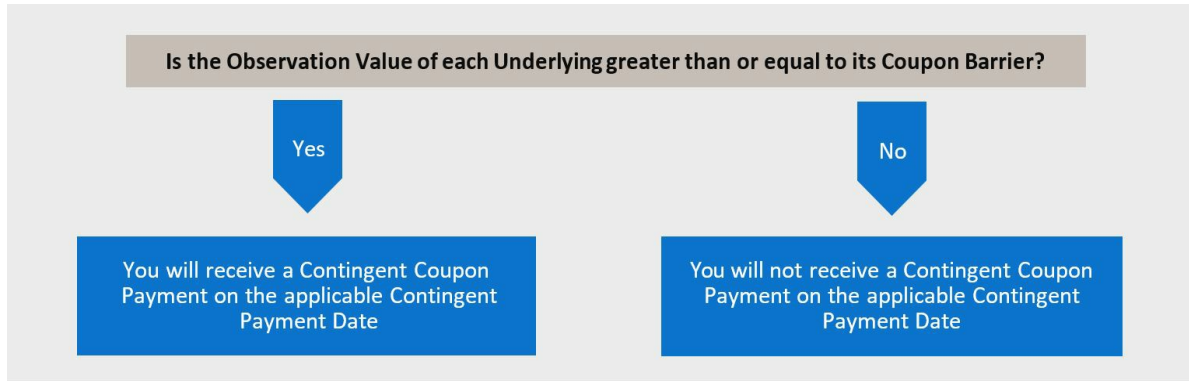 Is the Observation Value of each Underlying greater than or equal to its Coupon Barrier?
Yes
No
You will receive a Contingent Coupon
Payment on the applicable Contingent
Payment Date
You will not receive a Contingent Coupon
Payment on the applicable Contingent
Payment Date